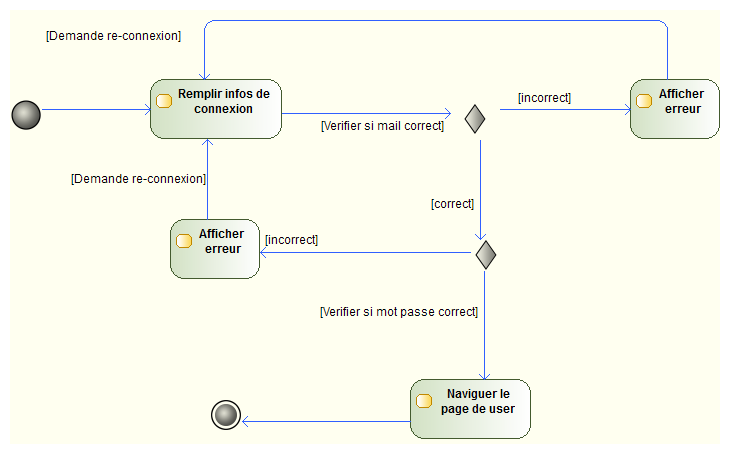 [Demande re-connexion]
Remplir infos de
connexion
[Verifier si mail correct]
[incorrect]
Afficher
erreur
[Demande re-connexion]
[correct]
Afficher
erreur
[incorrect]
[Verifier si mot passe correct]
Naviguer le
page de user